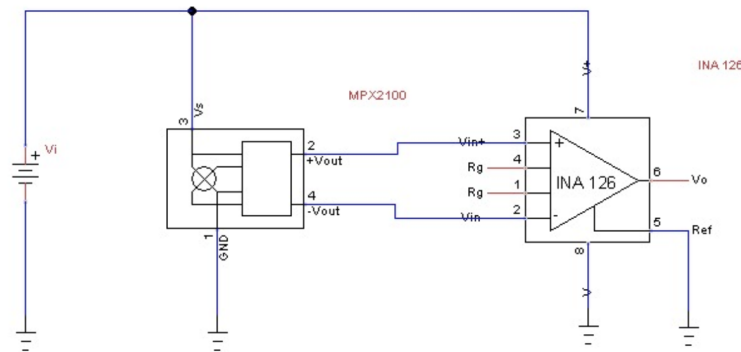 INA 126
MPX2100
V+
7
3
Vs
Vi
+
2
+Vout
4
-Vout
1
GND
Vin+
3
+
Rg
4
Rg
1
Vin
2
-
INA 126
6
Vo
5
Ref
8
V